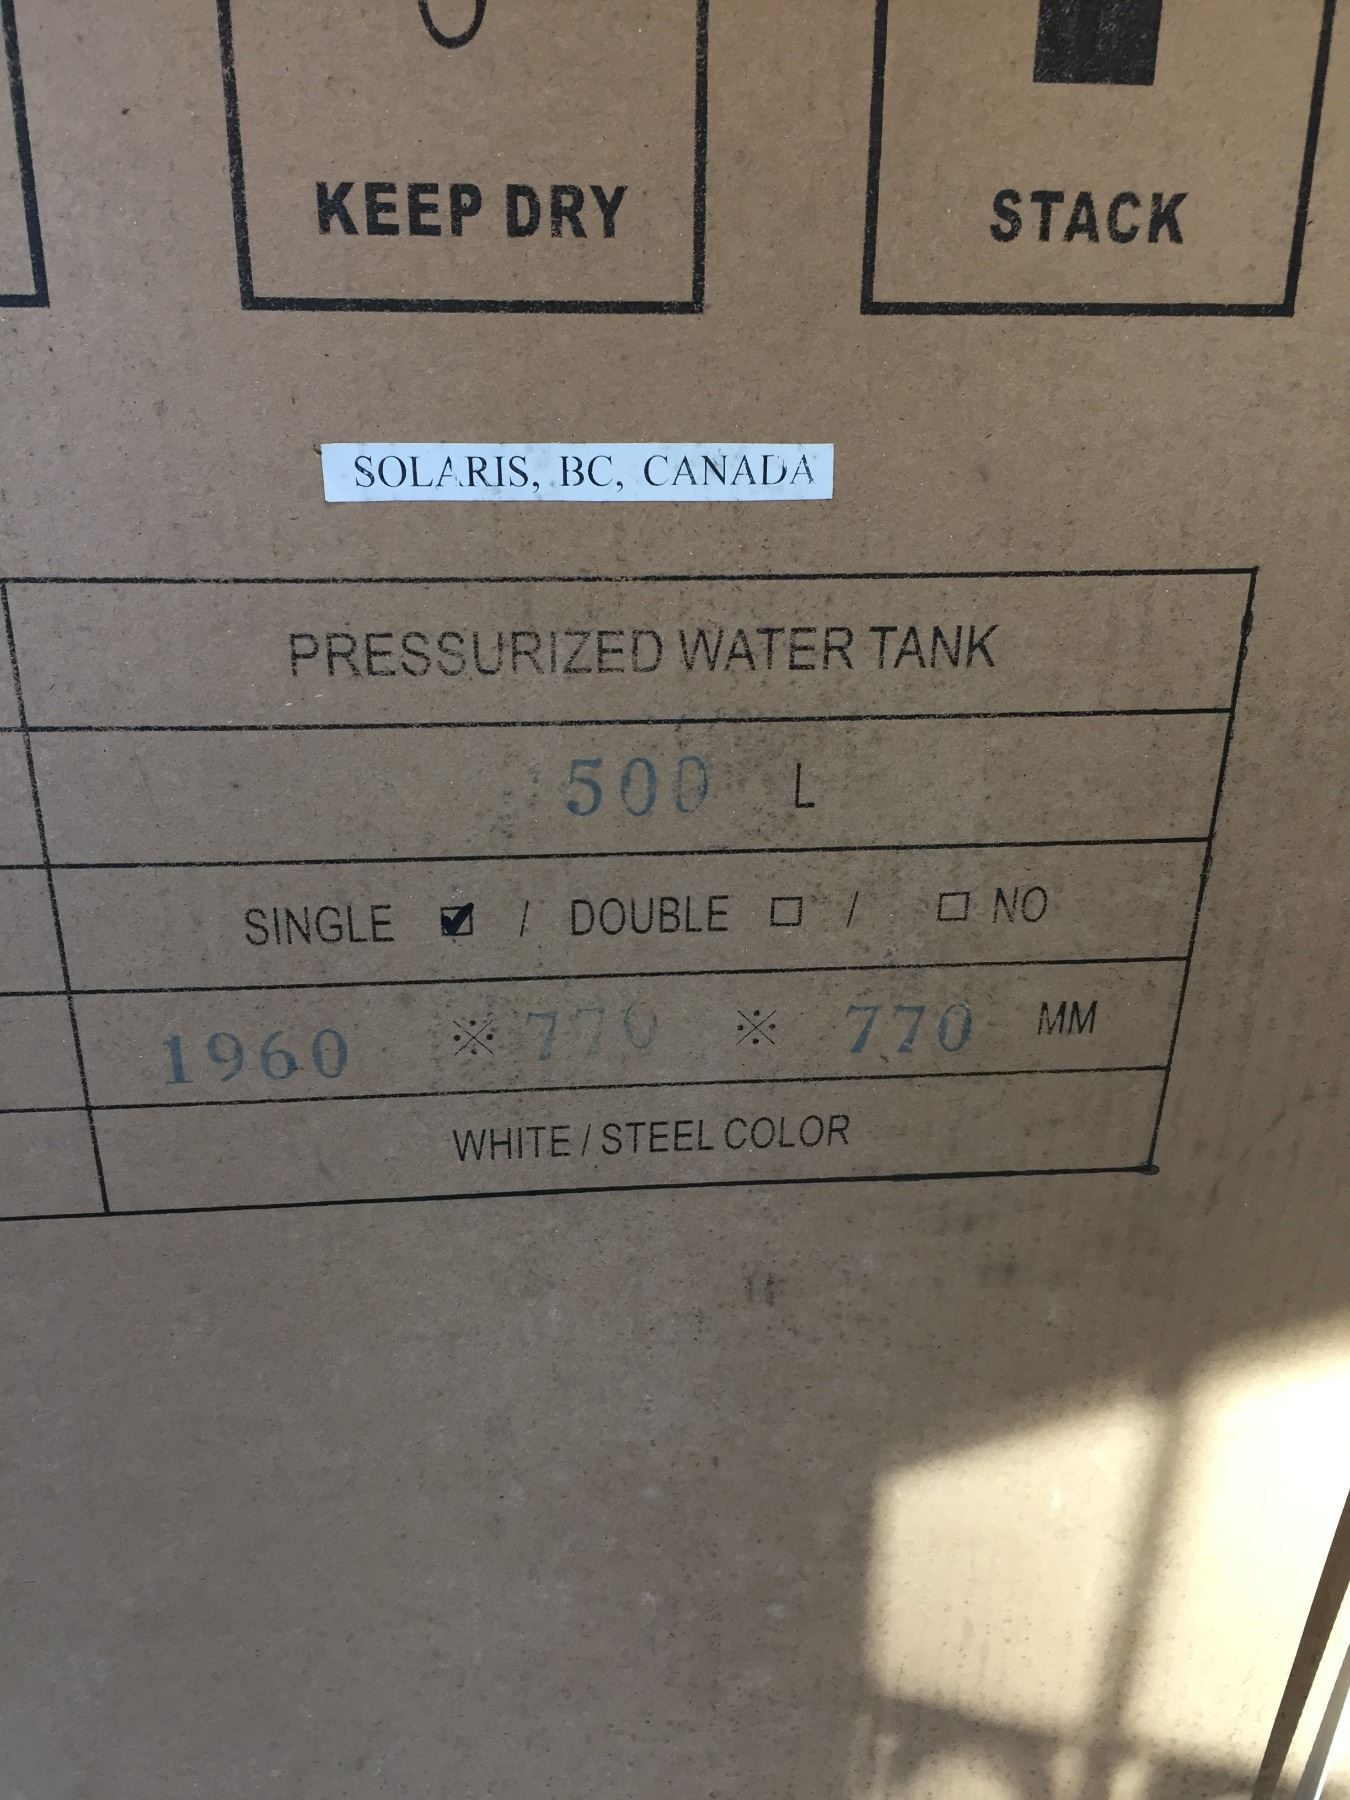 KEEP DRY
STACK
SOLARIS, BC, CANADA
PRESSURIZED WATER TANK
500 L
SINGLE ☑ / DOUBLE ☐ / ☐ NO
1960 ※ 770 ※ 770 MM
WHITE / STEEL COLOR